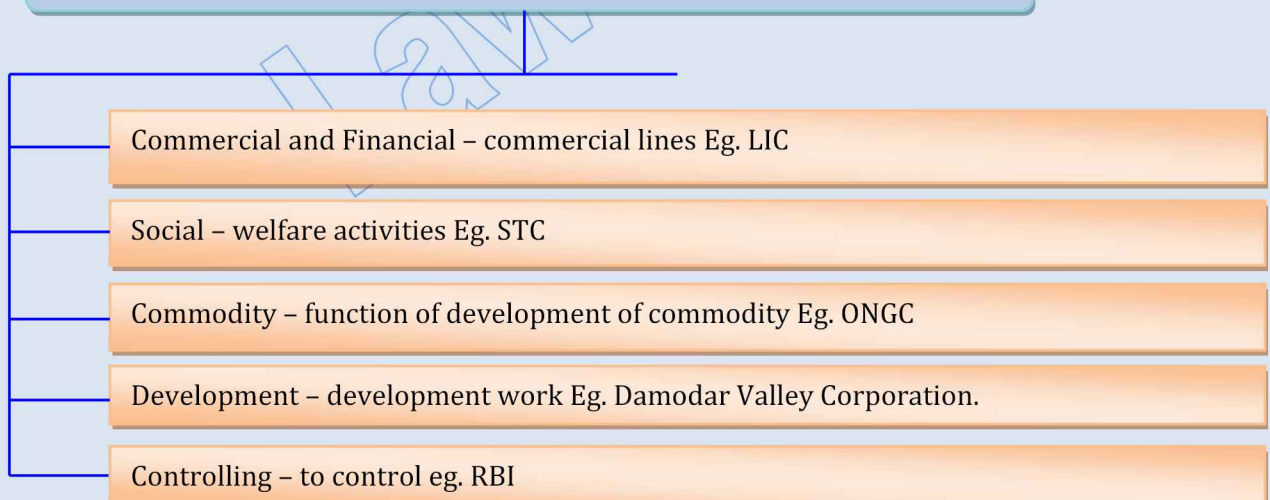 Law
Commercial and Financial – commercial lines Eg. LIC
Social – welfare activities Eg. STC
Commodity – function of development of commodity Eg. ONGC
Development – development work Eg. Damodar Valley Corporation.
Controlling – to control eg. RBI